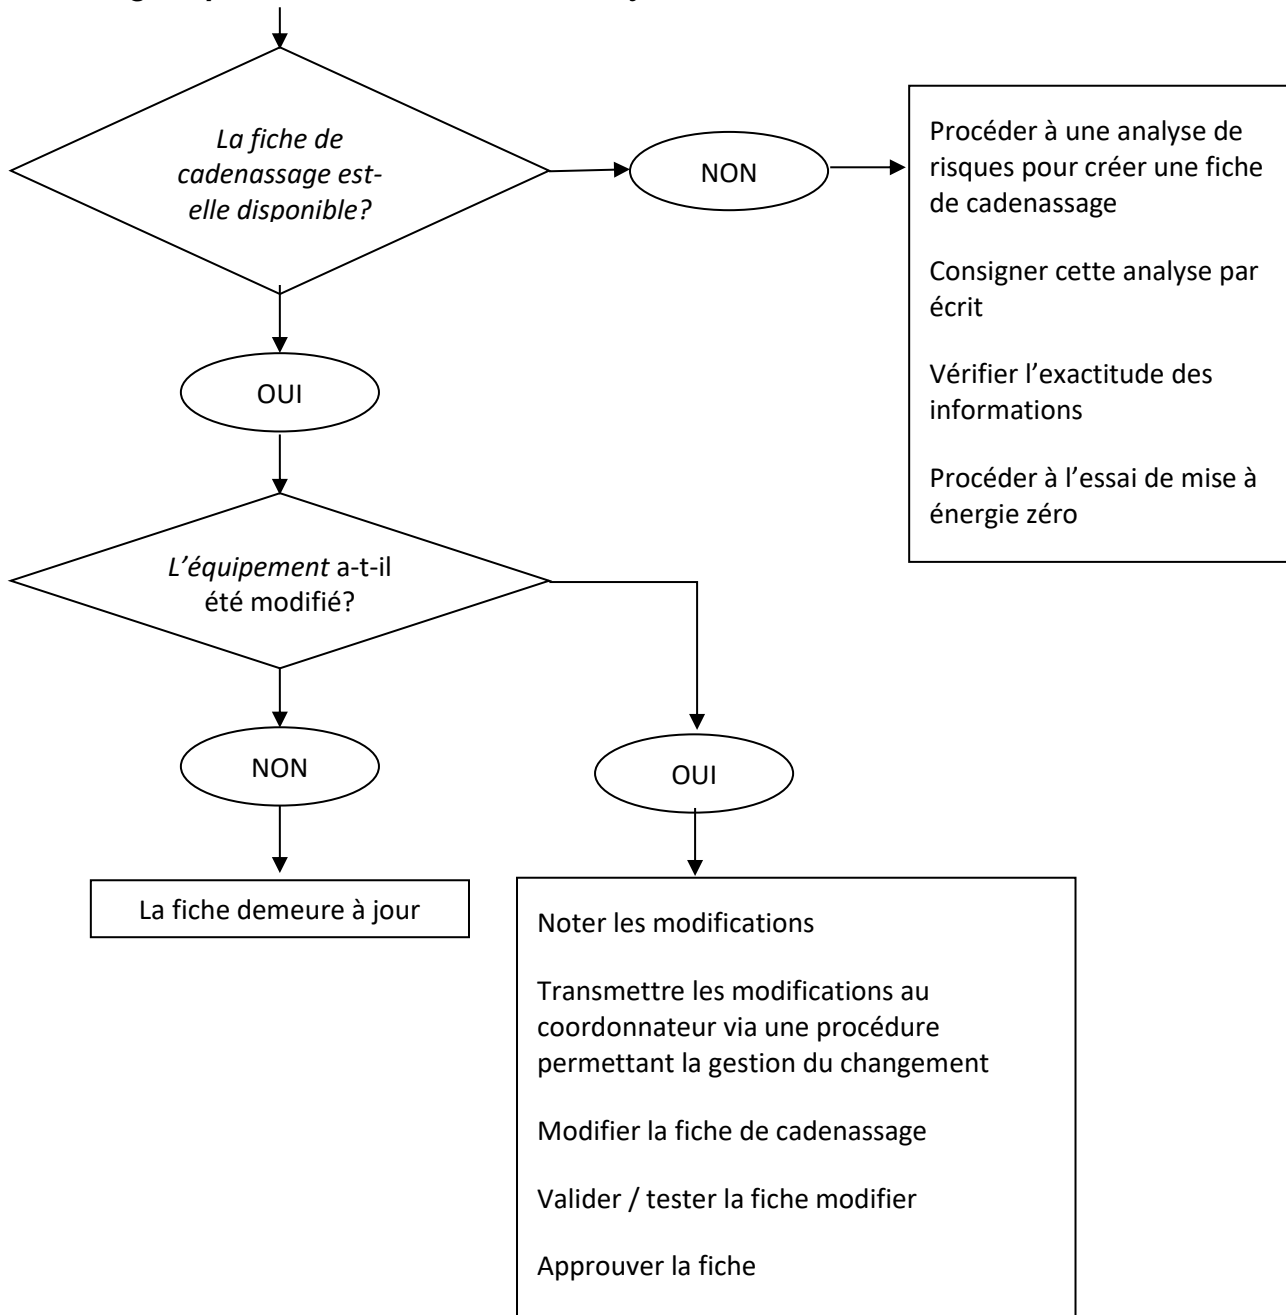 La fiche de
cadenassage est-
elle disponible?
NON
Procéder à une analyse de
risques pour créer une fiche
de cadenassage
Consigner cette analyse par
écrit
Vérifier l’exactitude des
informations
Procéder à l’essai de mise à
énergie zéro
OUI
L’équipement a-t-il
été modifié?
NON
OUI
La fiche demeure à jour
Noter les modifications
Transmettre les modifications au
coordonnateur via une procédure
permettant la gestion du changement
Modifier la fiche de cadenassage
Valider / tester la fiche modifier
Approuver la fiche